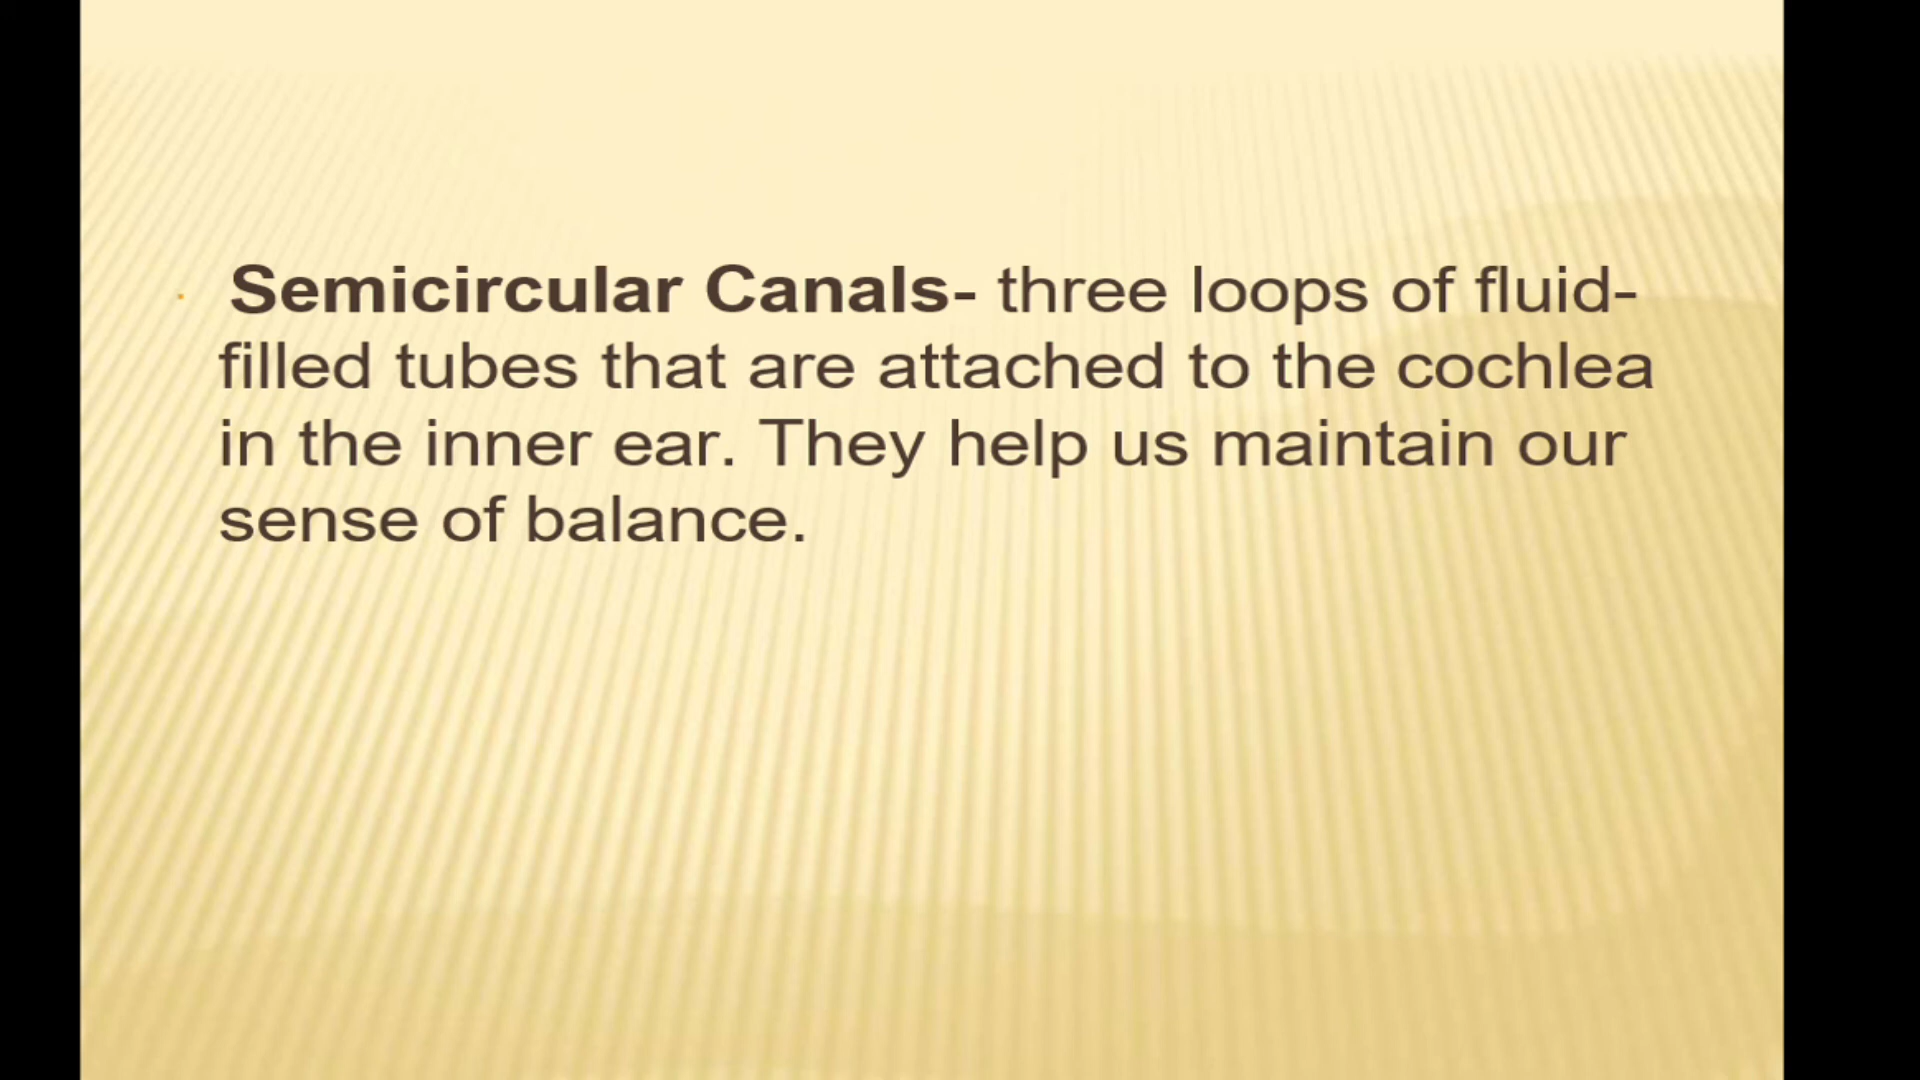 · Semicircular Canals- three loops of fluid-
filled tubes that are attached to the cochlea
in the inner ear. They help us maintain our
sense of balance.